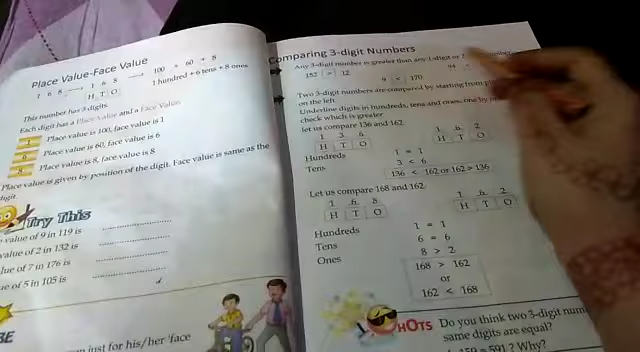 Place Value-Face Value
1 6 8 → 1 6 8 → 100 + 60 + 8
H T O 1 hundred + 6 tens + 8 ones
This number has 3 digits.
Each digit has a Place Value and a Face Value
1 Place value is 100, face value is 1
6 Place value is 60, face value is 6
8 Place value is 8, face value is 8
Place value is given by position of the digit. Face value is same as the
digit.
Try This
value of 9 in 119 is
value of 2 in 132 is
lue of 7 in 176 is
ue of 5 in 105 is
just for his/her 'face
Comparing 3-digit Numbers
Any 3-digit number is greater than any 1-digit or
152 > 12 9 < 170 94 <
Two 3-digit numbers are compared by starting from
on the left.
Underline digits in hundreds, tens and ones, one by
check which is greater
let us compare 136 and 162
1 3 6 1 6 2
H T O H T O
Hundreds 1 = 1
Tens 3 < 6
136 < 162 or 162 > 136
Let us compare 168 and 162
1 6 8 1 6 2
H T O H T O
Hundreds 1 = 1
Tens 6 = 6
Ones 8 > 2
168 > 162
or
162 < 168
HOTS Do you think two 3-digit num
same digits are equal?
159 = 591 ? Why?